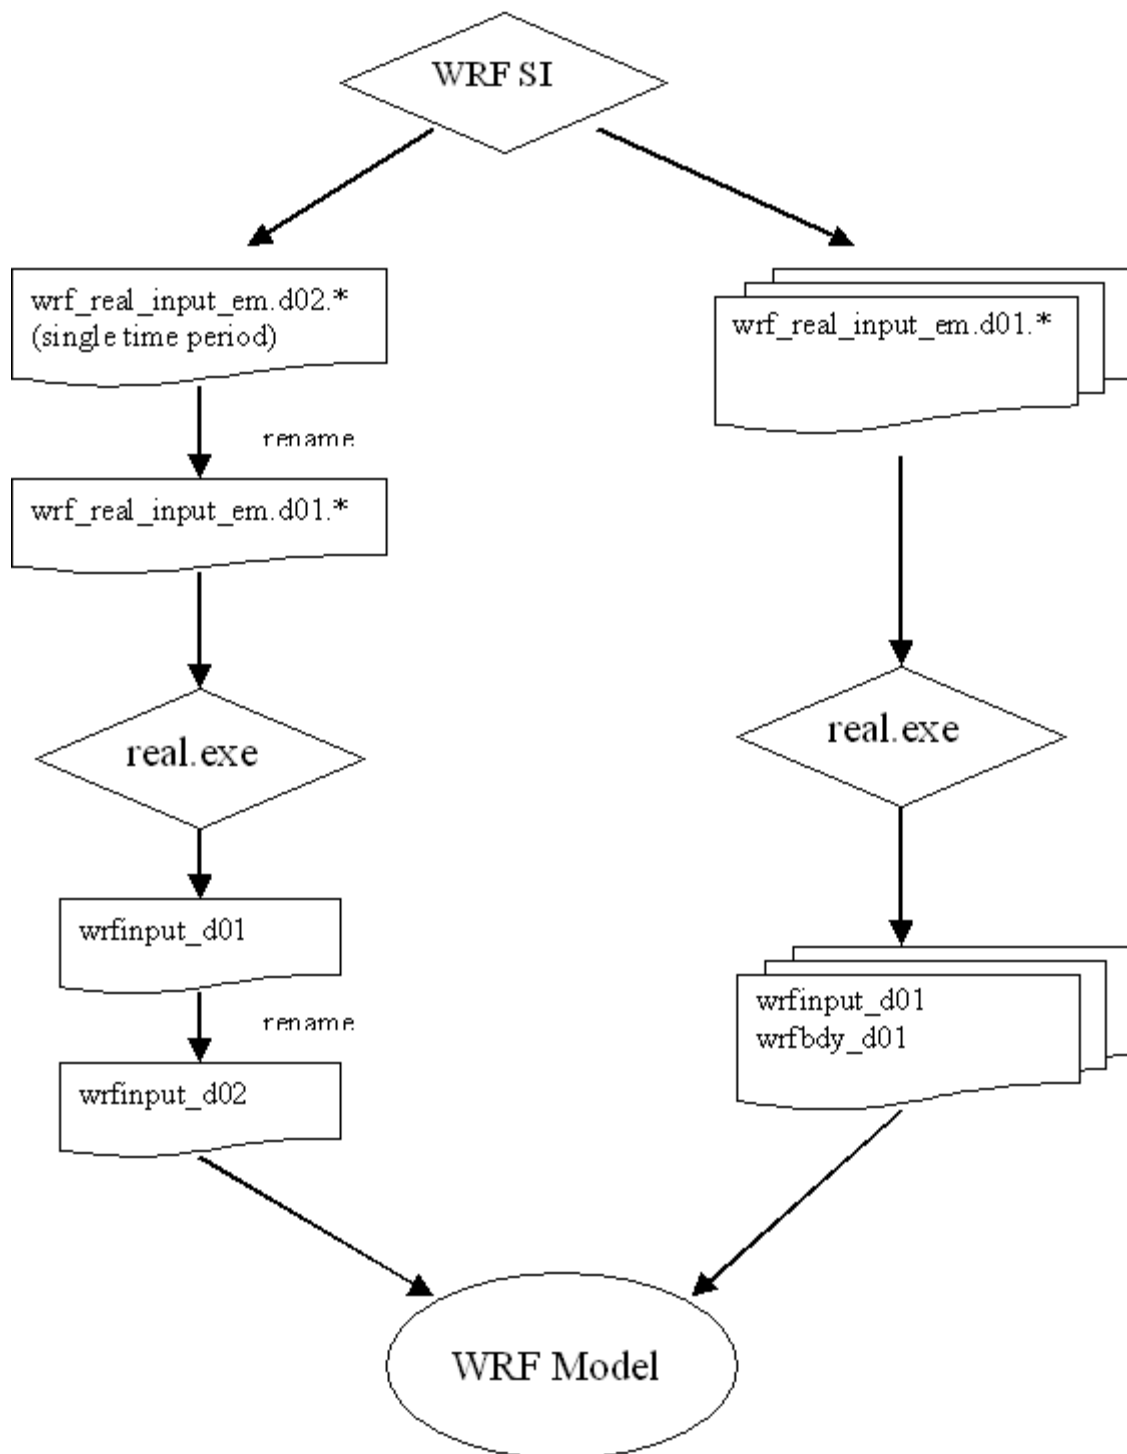 WRF SI
wrf_real_input_em.d02.*
(single time period)
wrf_real_input_em.d01.*
rename
wrf_real_input_em.d01.*
real.exe
real.exe
wrfinput_d01
rename
wrfinput_d02
wrfinput_d01
wrfbdy_d01
WRF Model